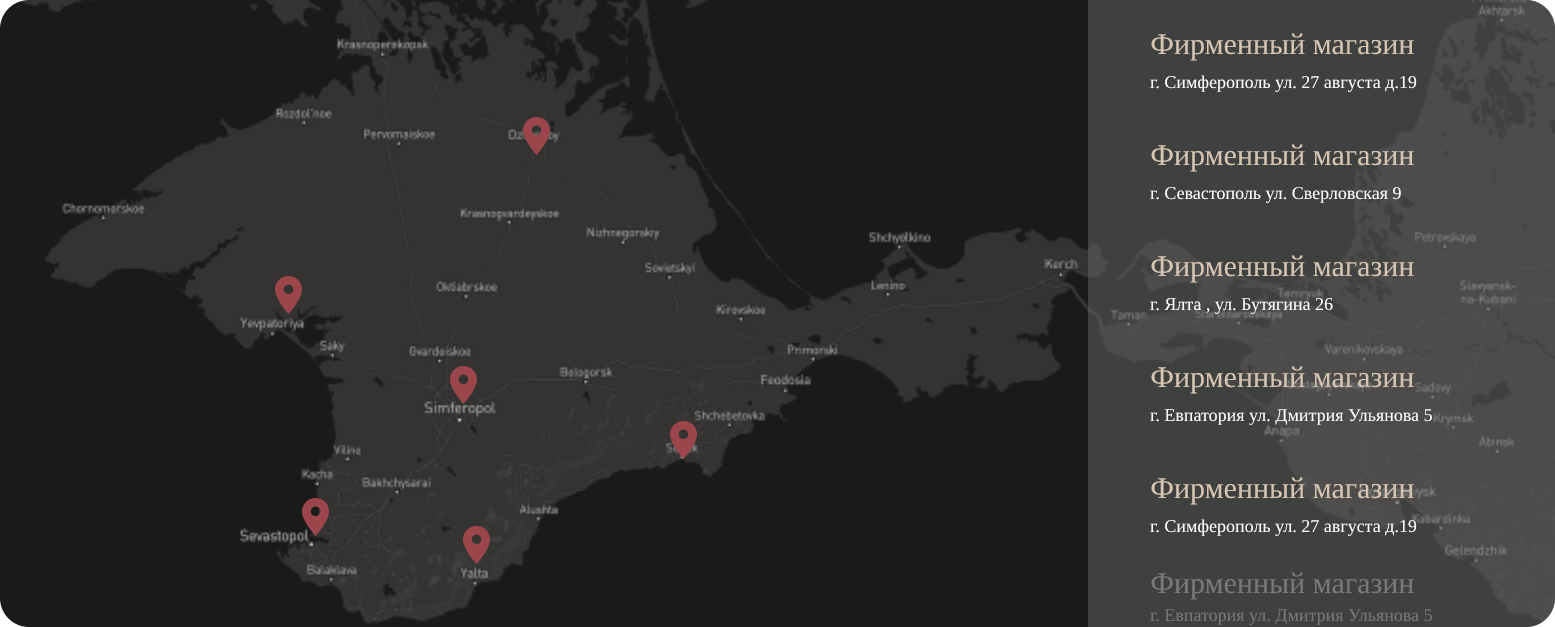 Krasnoperekopsk
Rozdol'noe
Pervomaiskoe
Chornomorskoe
Krasnogvardeyskoe
Nizhnegorskiy
Sovietskyi
Oktiabrskoe
Kirovskoe
Yevpatoriya
Saky
Gvardeiskoe
Simferopol
Belogorsk
Primorski
Feodosia
Shchebetovka
Shchyolkino
Lenino
Kerch
Viline
Kacha
Bakhchysarai
Alushta
Sevastopol
Balaklava
Yalta
Akhtarsk
Фирменный магазин
г. Симферополь ул. 27 августа д.19
Фирменный магазин
г. Севастополь ул. Сверловская 9
Petrovskaya
Фирменный магазин
Temryuk
Slavyansk-
na-Kubani
г. Ялта , ул. Бутягина 26
Taman
Varenikovskaya
Фирменный магазин
Sadovy
г. Евпатория ул. Дмитрия Ульянова 5
Krymsk
Anapa
Abinsk
Фирменный магазин
г. Симферополь ул. 27 августа д.19
Kabardinka
Gelendzhik
Фирменный магазин
г. Евпатория ул. Дмитрия Ульянова 5